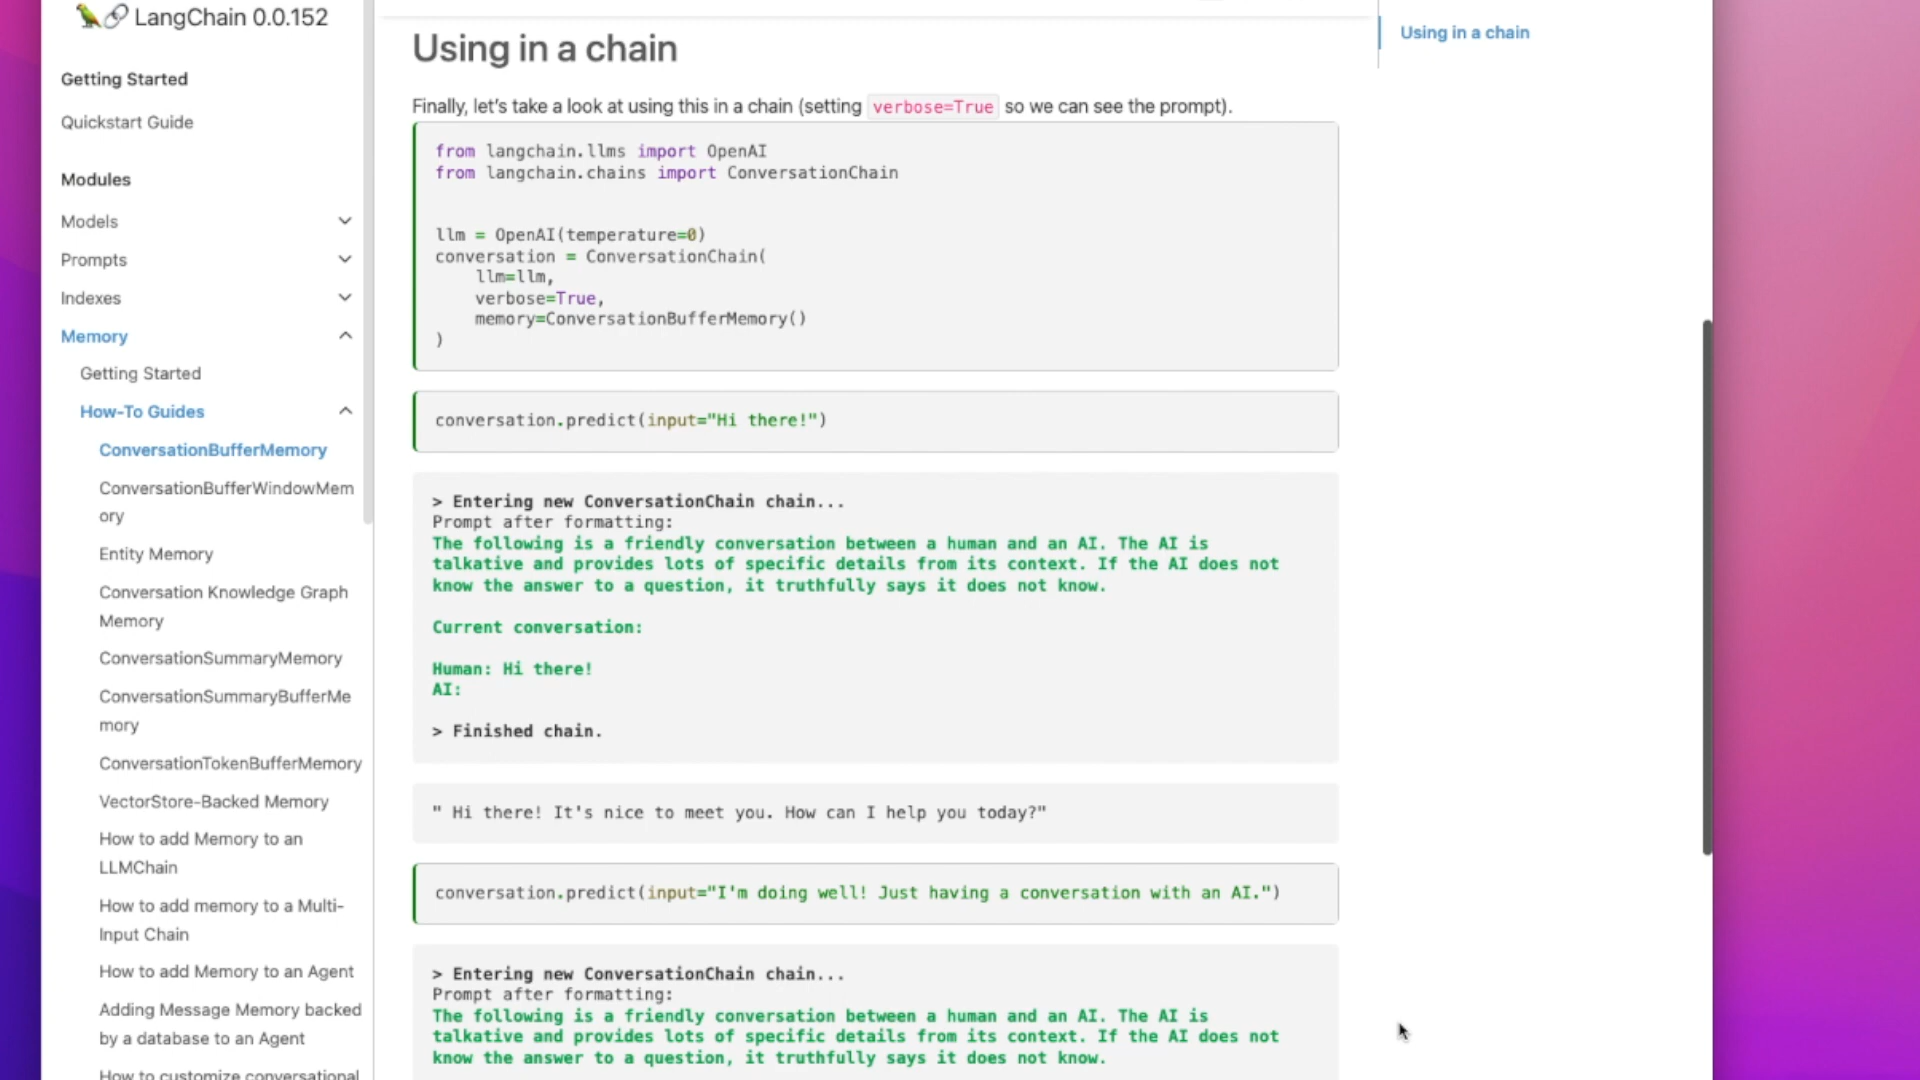 LangChain 0.0.152
Getting Started
Quickstart Guide
Modules
Models
Prompts
Indexes
Memory
Getting Started
How-To Guides
ConversationBufferMemory
ConversationBufferWindowMem
ory
Entity Memory
Conversation Knowledge Graph
Memory
ConversationSummaryMemory
ConversationSummaryBufferMe
mory
ConversationTokenBufferMemory
VectorStore-Backed Memory
How to add Memory to an
LLMChain
How to add memory to a Multi-
Input Chain
How to add Memory to an Agent
Adding Message Memory backed
by a database to an Agent
How to customize conversational
Using in a chain
Finally, let's take a look at using this in a chain (setting verbose=True so we can see the prompt).
from langchain.llms import OpenAI
from langchain.chains import ConversationChain
llm = OpenAI(temperature=0)
conversation = ConversationChain(
    llm=llm,
    verbose=True,
    memory=ConversationBufferMemory()
)
conversation.predict(input="Hi there!")
> Entering new ConversationChain chain...
Prompt after formatting:
The following is a friendly conversation between a human and an AI. The AI is
talkative and provides lots of specific details from its context. If the AI does not
know the answer to a question, it truthfully says it does not know.
Current conversation:
Human: Hi there!
AI:
> Finished chain.
" Hi there! It's nice to meet you. How can I help you today?"
conversation.predict(input="I'm doing well! Just having a conversation with an AI.")
> Entering new ConversationChain chain...
Prompt after formatting:
The following is a friendly conversation between a human and an AI. The AI is
talkative and provides lots of specific details from its context. If the AI does not
know the answer to a question, it truthfully says it does not know.
Using in a chain